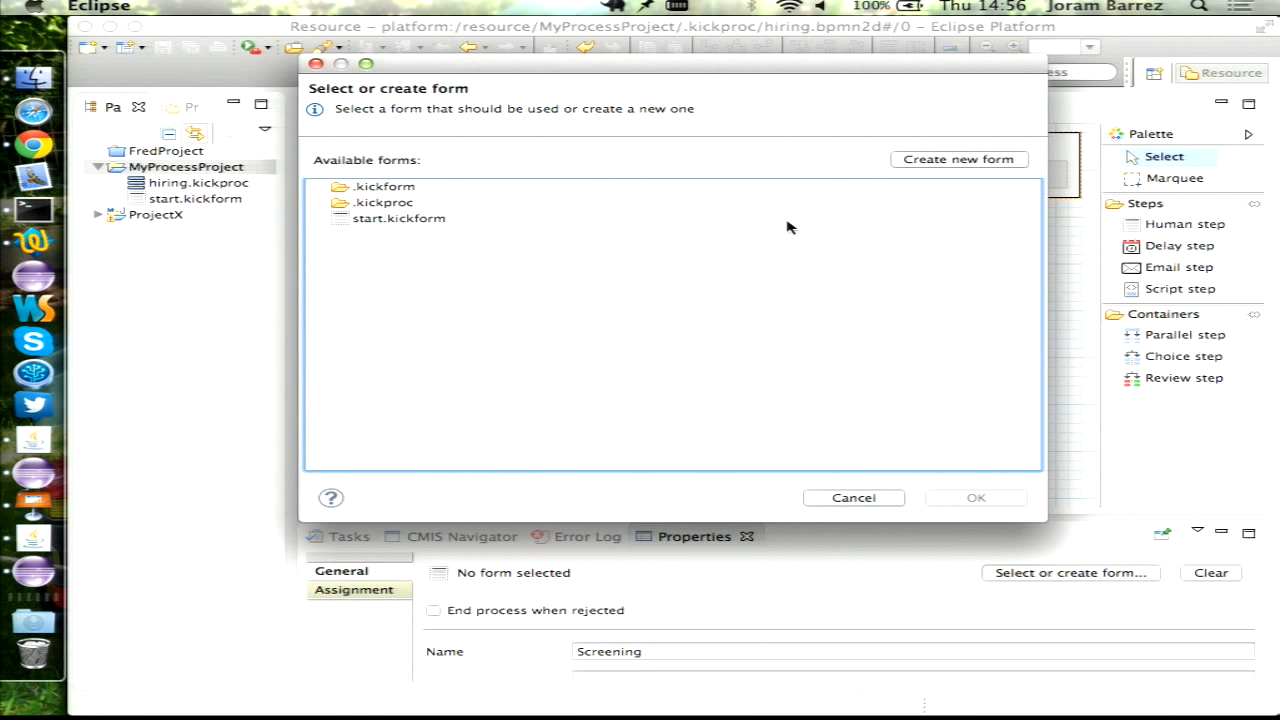 Eclipse 100% Thu 14:56 Joram Barrez
Resource - platform:/resource/MyProcessProject/.kickproc/hiring.bpmn2d#/0 - Eclipse Platform
ess
Resource
Pa Pr
FredProject
MyProcessProject
hiring.kickproc
start.kickform
ProjectX
Select or create form
Select a form that should be used or create a new one
Available forms:
Create new form
.kickform
.kickproc
start.kickform
?
Cancel
OK
Palette
Select
Marquee
Steps
Human step
Delay step
Email step
Script step
Containers
Parallel step
Choice step
Review step
Tasks CMIS Navigator Error Log Properties
General
Assignment
No form selected
Select or create form...
Clear
End process when rejected
Name
Screening